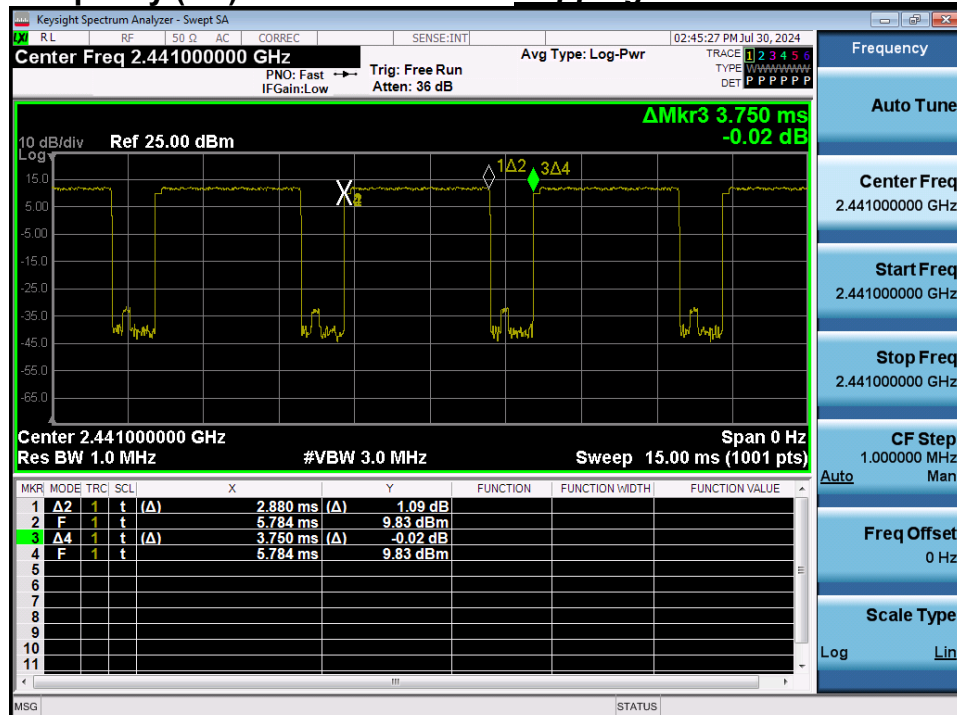 Keysight Spectrum Analyzer - Swept SA
LXI RL RF 50 Ω AC CORREC SENSE:INT 02:45:27 PM Jul 30, 2024
Center Freq 2.441000000 GHz
PNO: Fast
IFGain:Low
Trig: Free Run
Atten: 36 dB
Avg Type: Log-Pwr
TRACE 1 2 3 4 5 6
TYPE WWWWWW
DET P P P P P P
ΔMkr3 3.750 ms
-0.02 dB
10 dB/div Ref 25.00 dBm
Log
1Δ2 3Δ4
15.0
5.00
-5.00
-15.0
-25.0
-35.0
-45.0
-55.0
-65.0
Center 2.441000000 GHz Span 0 Hz
Res BW 1.0 MHz #VBW 3.0 MHz Sweep 15.00 ms (1001 pts)
MKR MODE TRC SCL X Y FUNCTION FUNCTION WIDTH FUNCTION VALUE
1 Δ2 1 t (Δ) 2.880 ms (Δ) 1.09 dB
2 F 1 t 5.784 ms 9.83 dBm
3 Δ4 1 t (Δ) 3.750 ms (Δ) -0.02 dB
4 F 1 t 5.784 ms 9.83 dBm
5
6
7
8
9
10
11
MSG STATUS
Frequency
Auto Tune
Center Freq
2.441000000 GHz
Start Freq
2.441000000 GHz
Stop Freq
2.441000000 GHz
CF Step
1.000000 MHz
Auto Man
Freq Offset
0 Hz
Scale Type
Log Lin